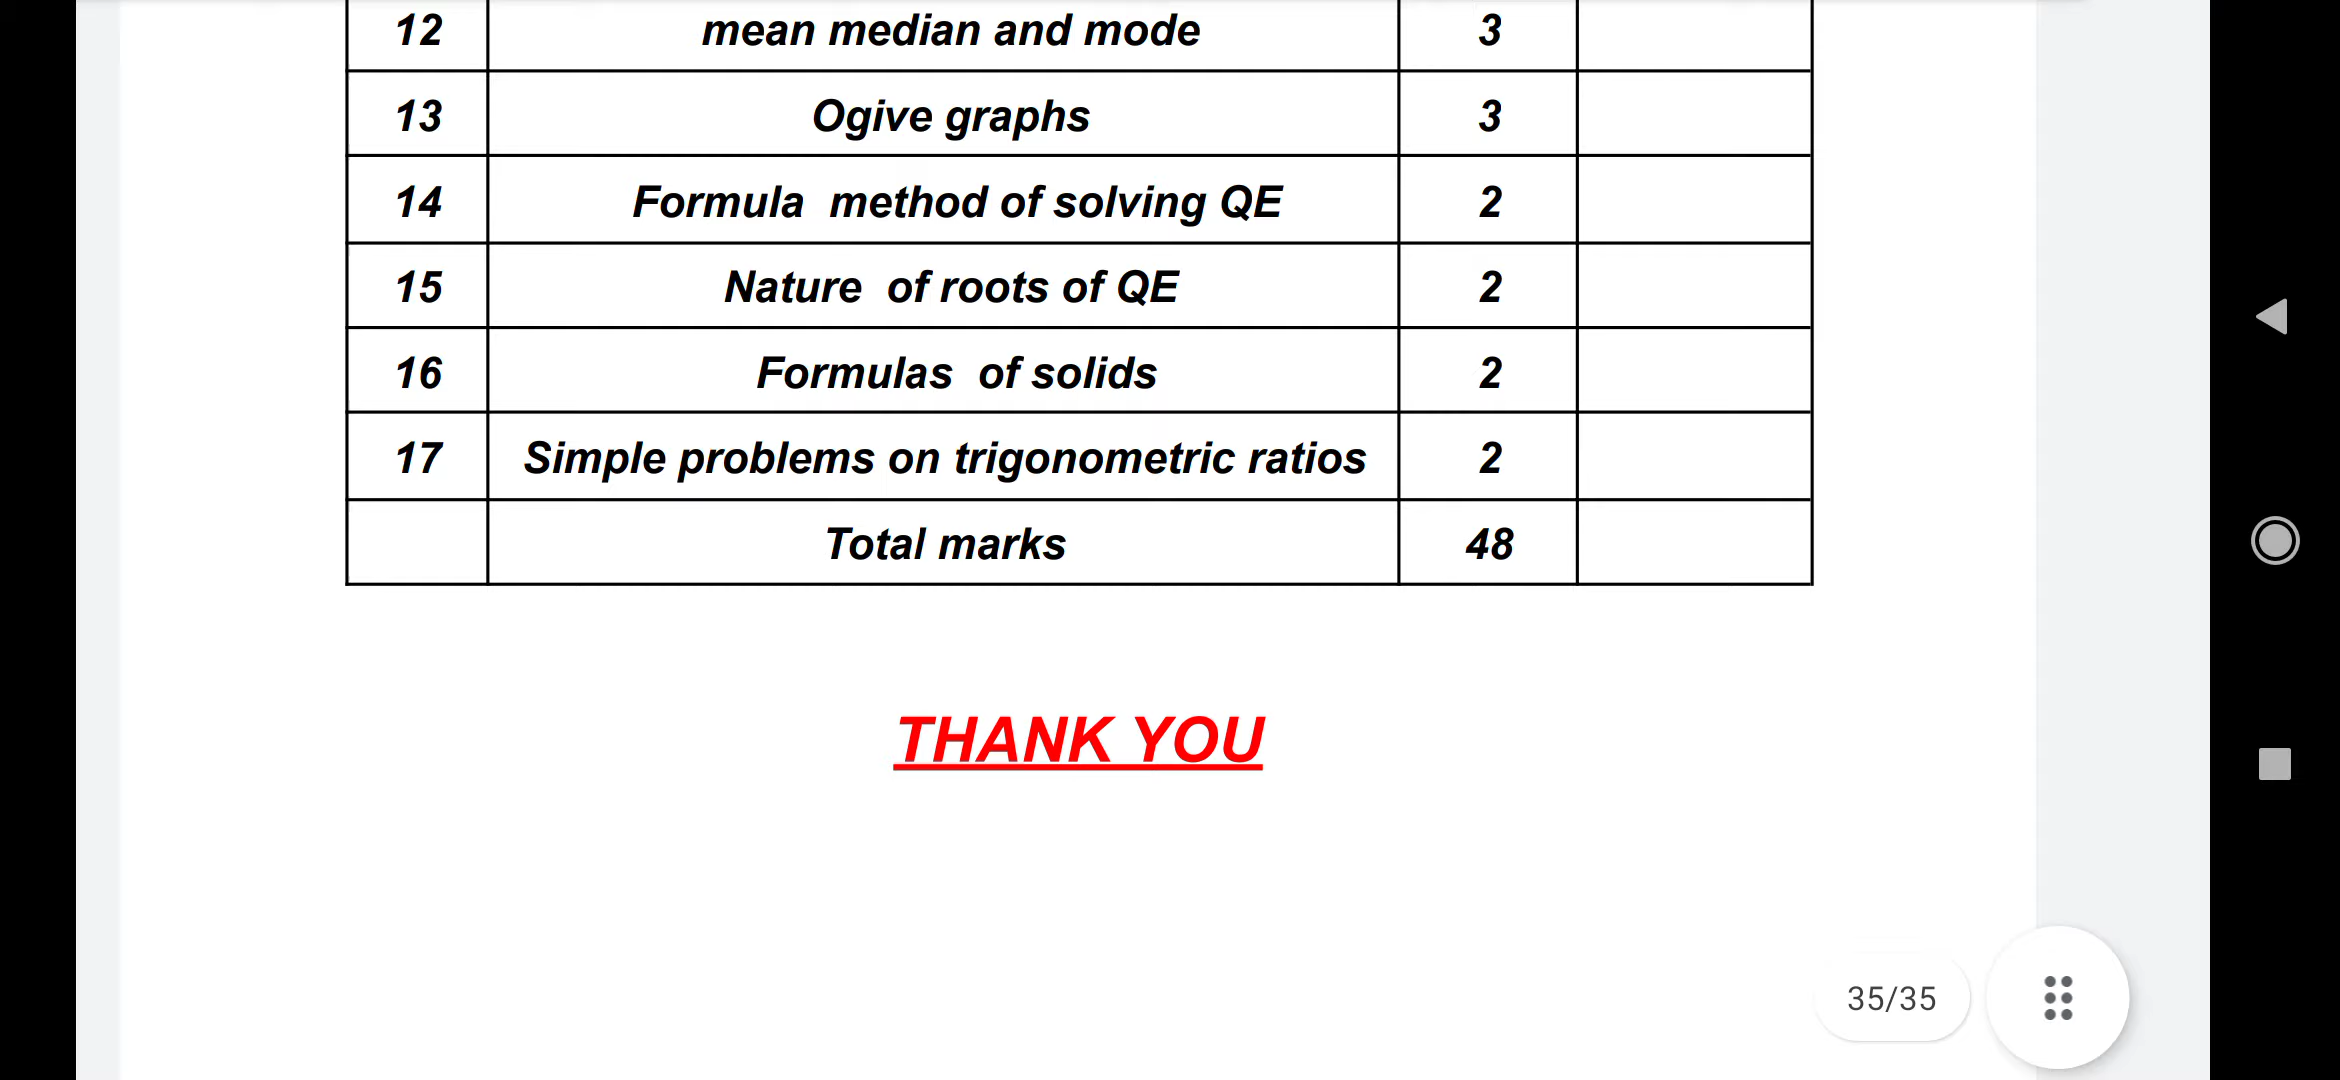 12 mean median and mode 3
13 Ogive graphs 3
14 Formula method of solving QE 2
15 Nature of roots of QE 2
16 Formulas of solids 2
17 Simple problems on trigonometric ratios 2
Total marks 48
THANK YOU
35/35